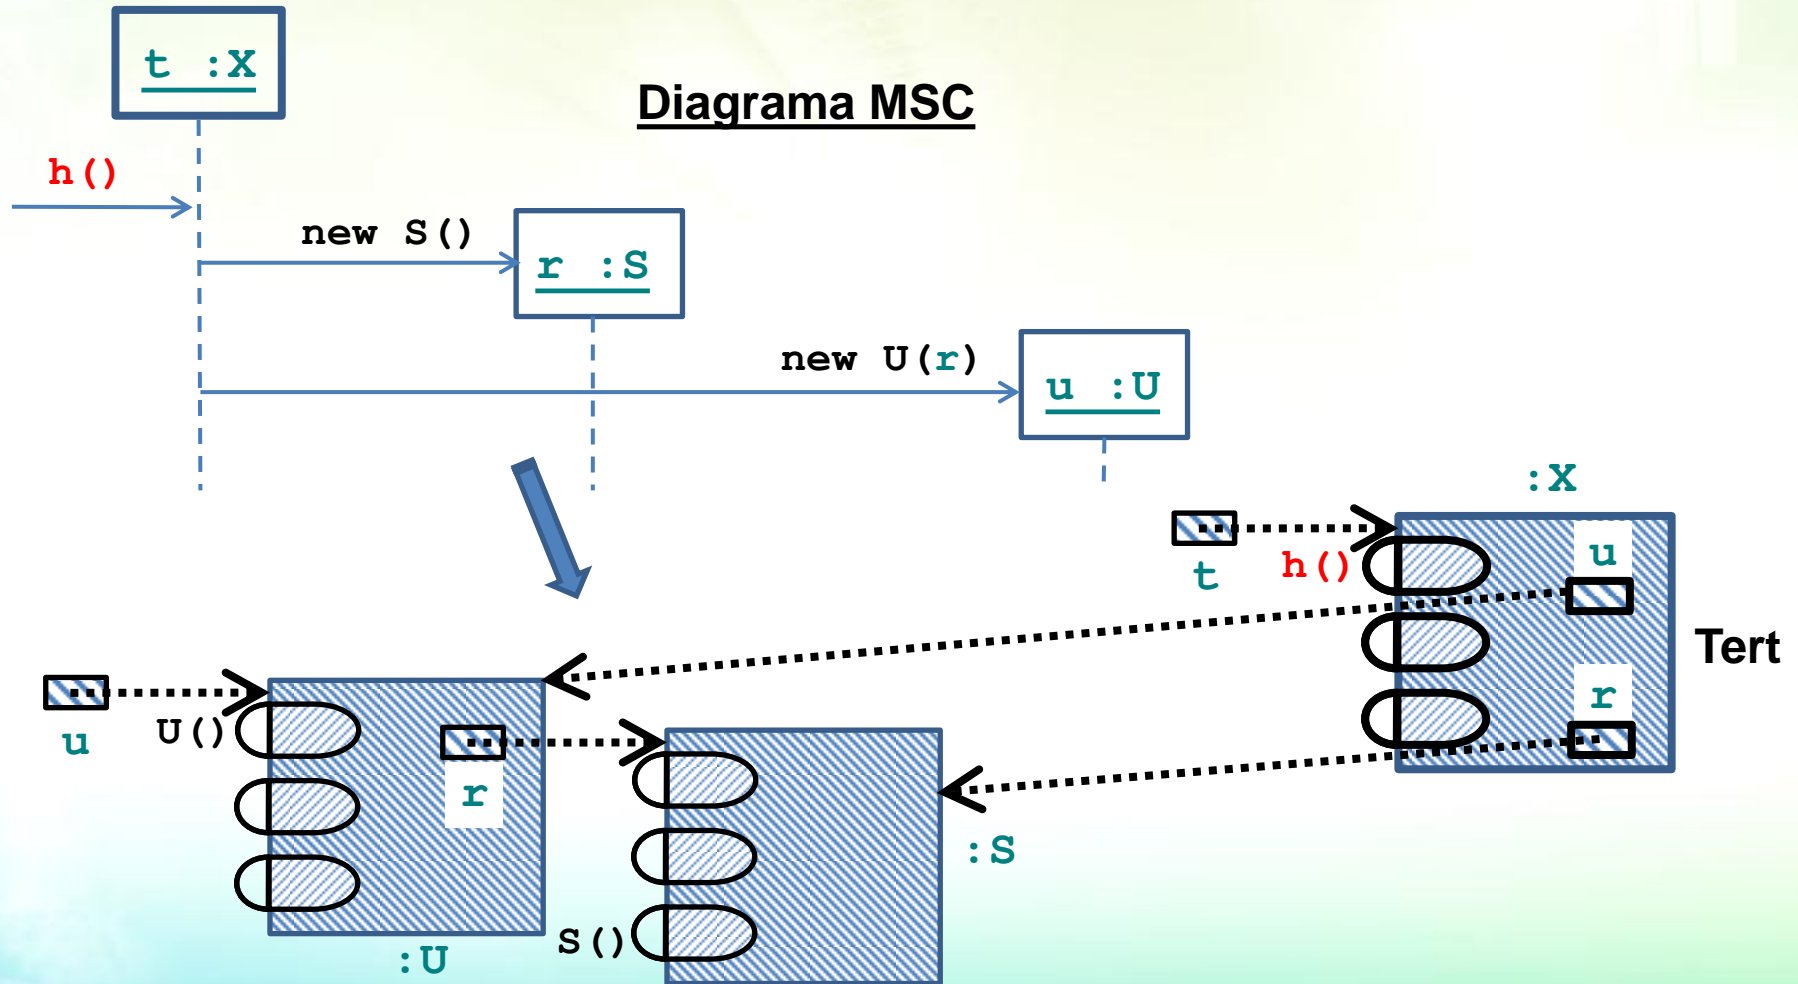 t :X
Diagrama MSC
h()
new S()
r :S
new U(r)
u :U
:X
t
h()
u
Tert
r
u
U()
r
:S
S()
:U